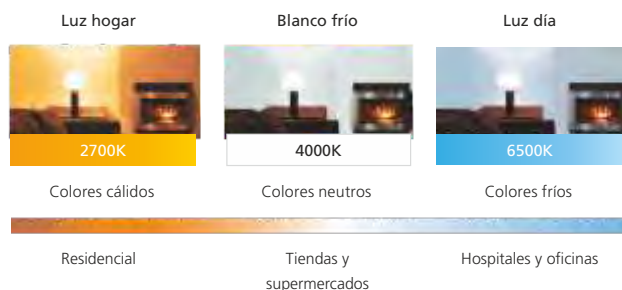 Luz hogar
Blanco frío
Luz día
2700K
4000K
6500K
Colores cálidos
Colores neutros
Colores fríos
Residencial
Tiendas y
supermercados
Hospitales y oficinas